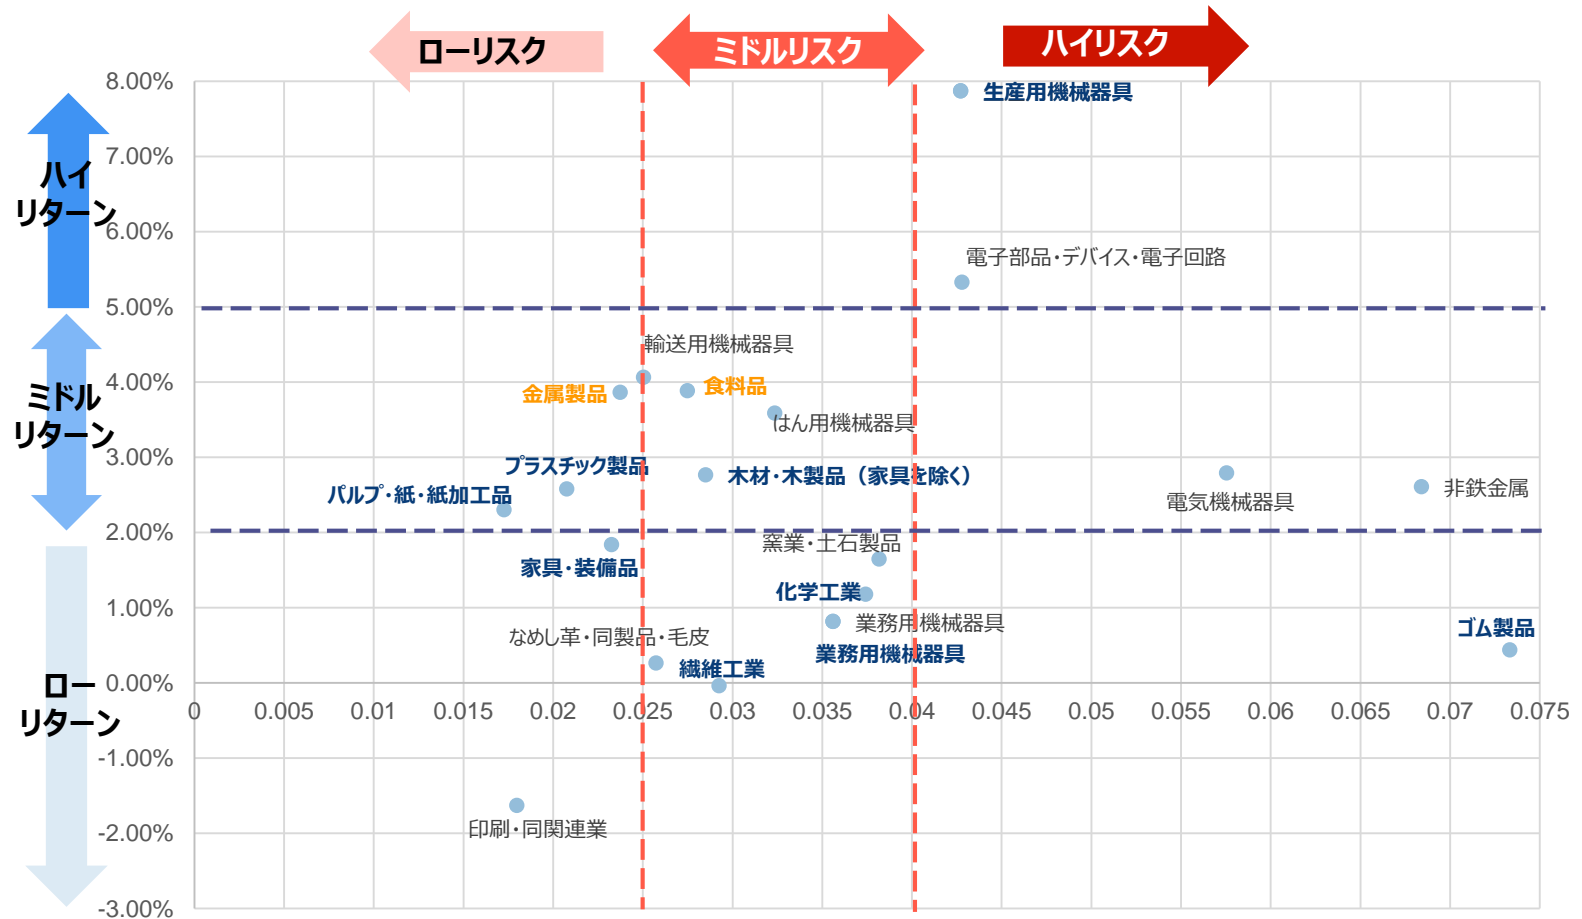 ローリスク
ミドルリスク
ハイリスク
8.00%
生産用機械器具
7.00%
ハイ
リターン
6.00%
電子部品・デバイス・電子回路
5.00%
輸送用機械器具
4.00%
金属製品
食料品
ミドル
リターン
はん用機械器具
3.00%
プラスチック製品
木材・木製品（家具を除く）
パルプ・紙・紙加工品
電気機械器具
非鉄金属
2.00%
窯業・土石製品
家具・装備品
化学工業
1.00%
業務用機械器具
なめし革・同製品・毛皮
業務用機械器具
ゴム製品
繊維工業
0.00%
ロー
リターン
0 0.005 0.01 0.015 0.02 0.025 0.03 0.035 0.04 0.045 0.05 0.055 0.06 0.065 0.07 0.075
-1.00%
印刷・同関連業
-2.00%
-3.00%